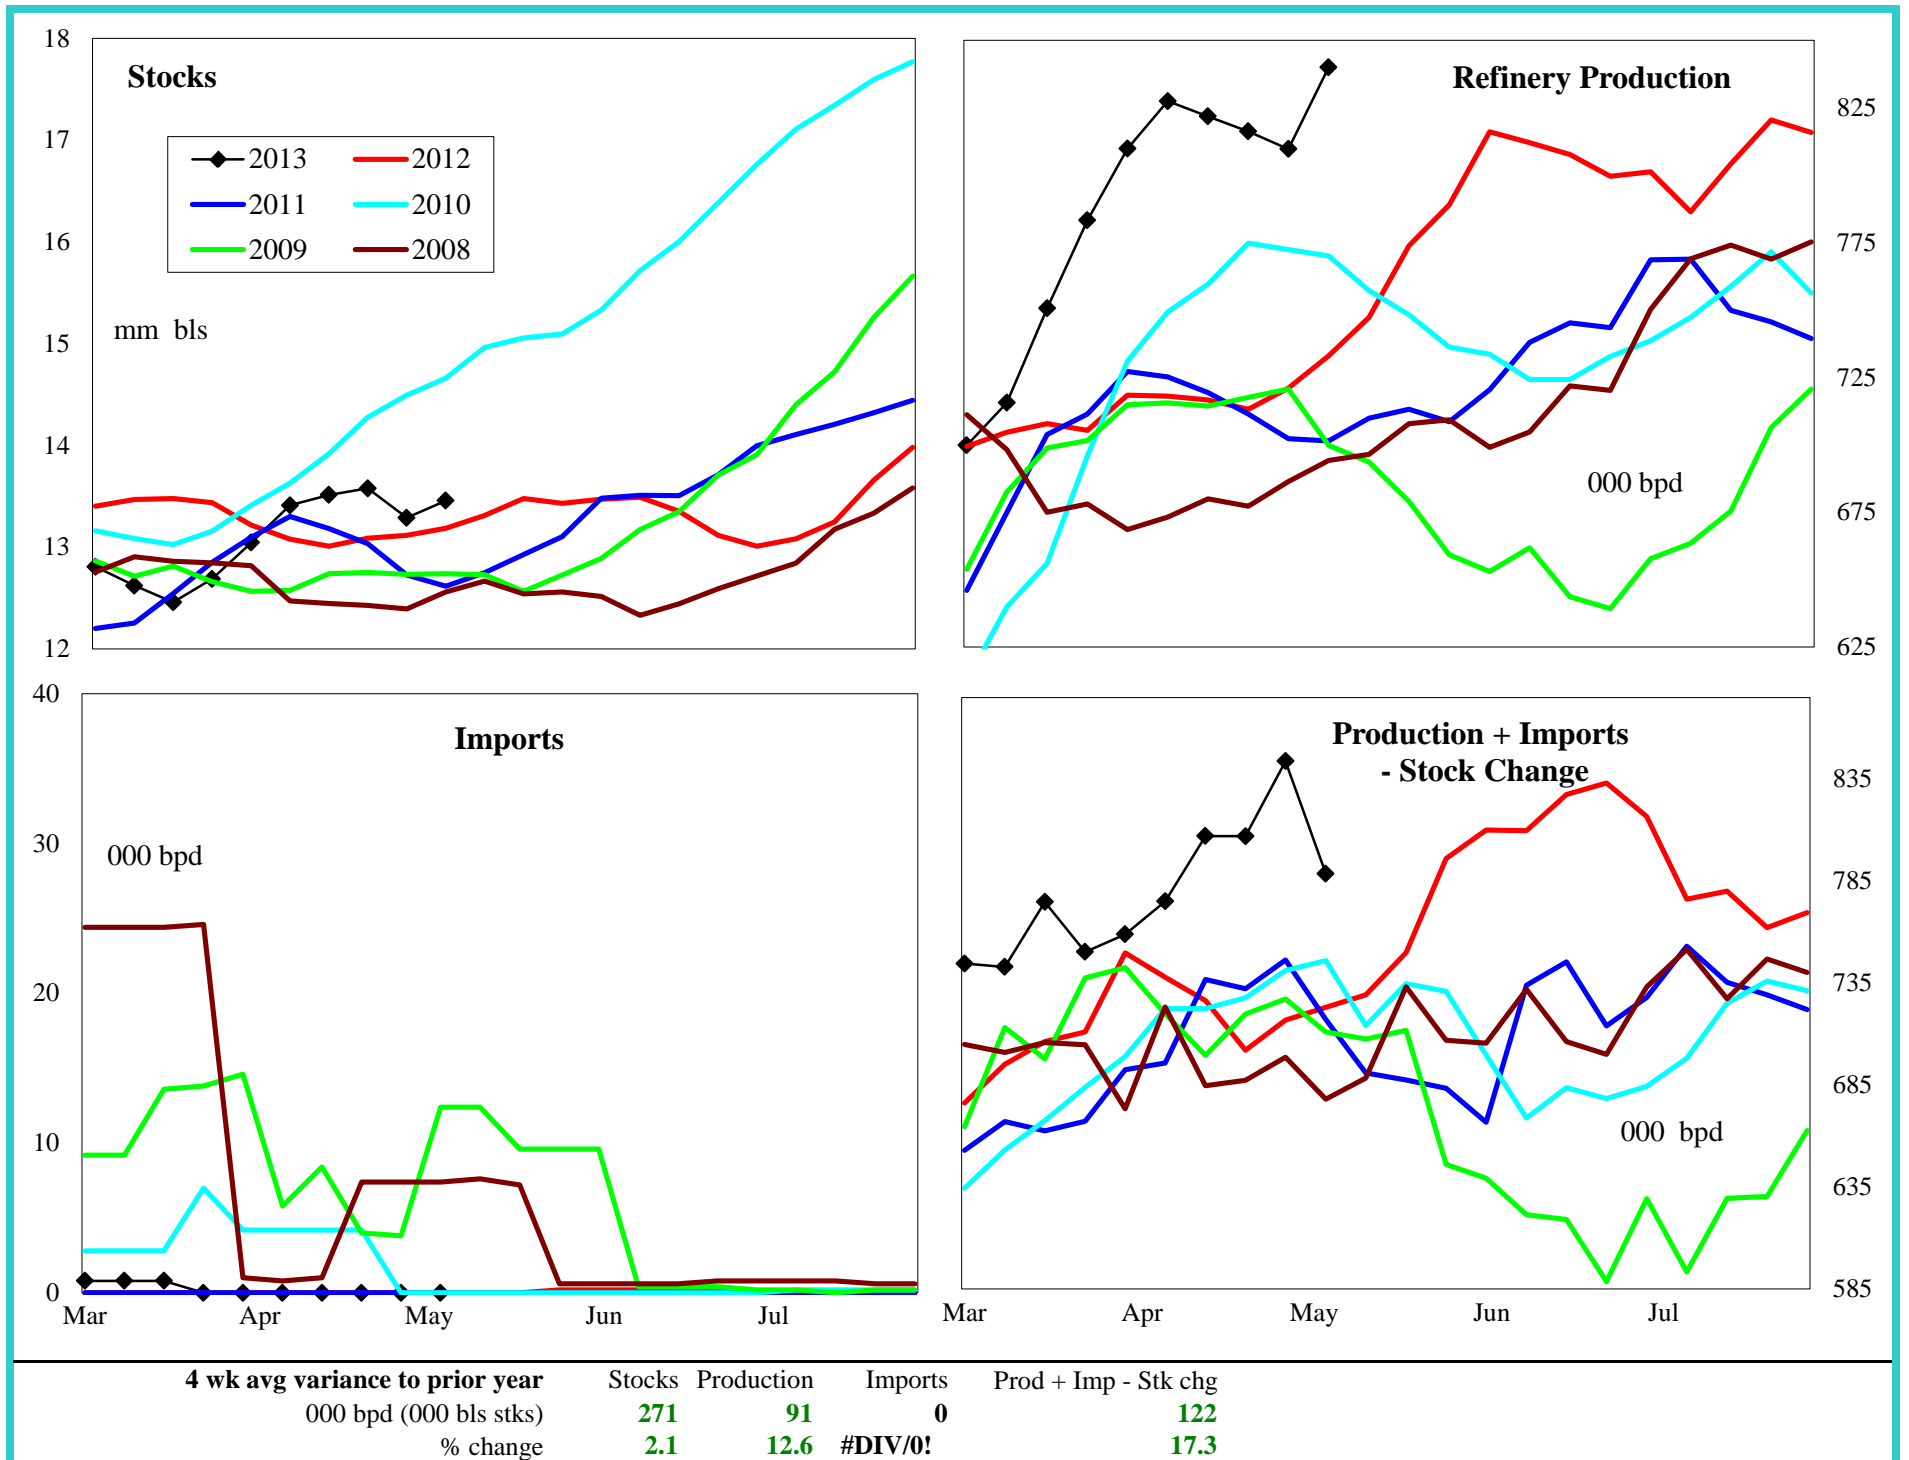 Stocks
18
17
16
15
14
13
12
2013
2012
2011
2010
2009
2008
mm bls
Refinery Production
825
775
725
675
625
000 bpd
Imports
40
30
20
10
0
000 bpd
Mar Apr May Jun Jul
Production + Imports
- Stock Change
835
785
735
685
635
585
000 bpd
Mar Apr May Jun Jul
4 wk avg variance to prior year Stocks Production Imports Prod + Imp - Stk chg
000 bpd (000 bls stks) 271 91 0 122
% change 2.1 12.6 #DIV/0! 17.3